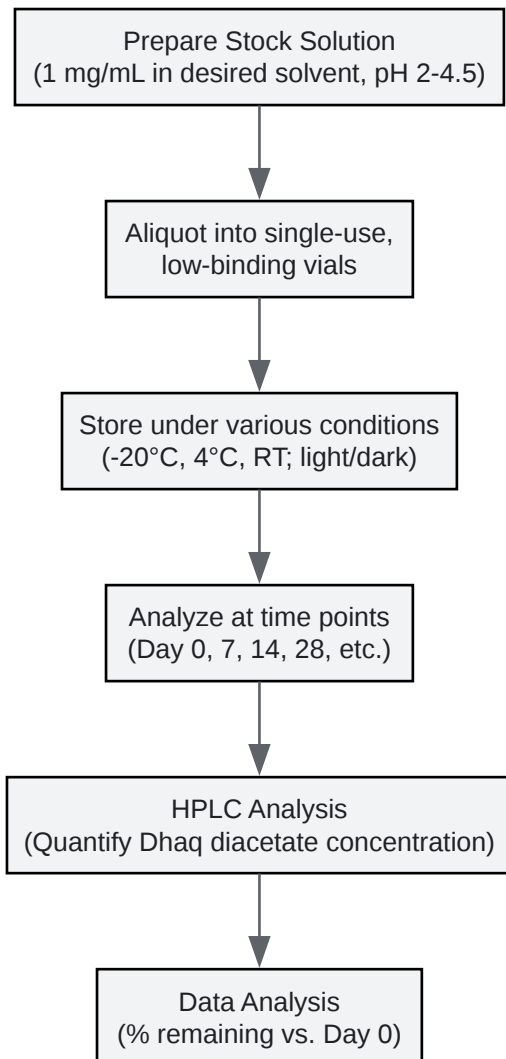 Prepare Stock Solution
(1 mg/mL in desired solvent, pH 2-4.5)
Aliquot into single-use,
low-binding vials
Store under various conditions
(-20°C, 4°C, RT; light/dark)
Analyze at time points
(Day 0, 7, 14, 28, etc.)
HPLC Analysis
(Quantify Dhaq diacetate concentration)
Data Analysis
(% remaining vs. Day 0)